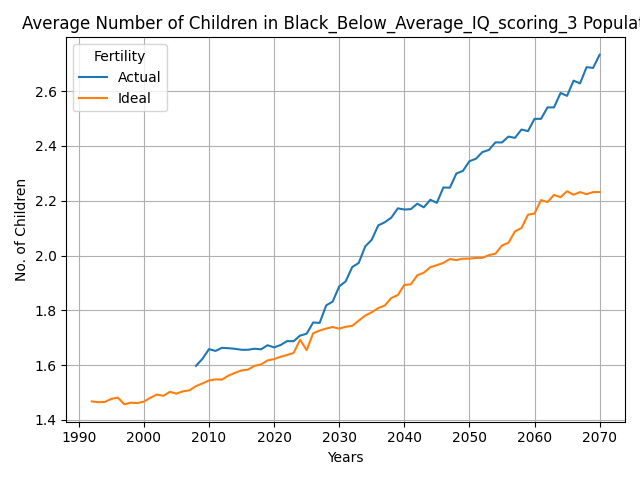 Average Number of Children in Black_Below_Average_IQ_scoring_3 Populat
Fertility
Actual
Ideal
2.6
2.4
2.2
2.0
1.8
1.6
1.4
No. of Children
1990 2000 2010 2020 2030 2040 2050 2060 2070
Years